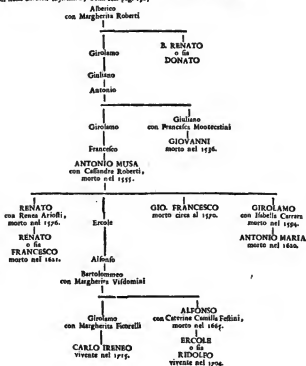 Alberico
con Margherita Roberti
Girolamo
B. RENATO
o sia
DONATO
Giuliano
Antonio
Girolamo
Giuliano
con Francesca Montecatini
Francesco
GIOVANNI
morto nel 1536.
ANTONIO MUSA
con Cassandra Roberti,
morto nel 1555.
RENATO
con Renea Ariosti,
morto nel 1576.
Ercole
GIO. FRANCESCO
morto circa al 1570.
GIROLAMO
con Isabella Carrara
morto nel 1594.
RENATO
o sia
FRANCESCO
morto nel 1621.
ANTONIO MARIA
morto nel 1620.
Alfonso
Bartolommeo
con Margherita Visdomini
Girolamo
con Margherita Fiorelli
ALFONSO
con Caterina Camilla Festini,
morto nel 1665.
CARLO IRENEO
vivente nel 1715.
ERCOLE
o sia
RIDOLFO
vivente nel 1704.